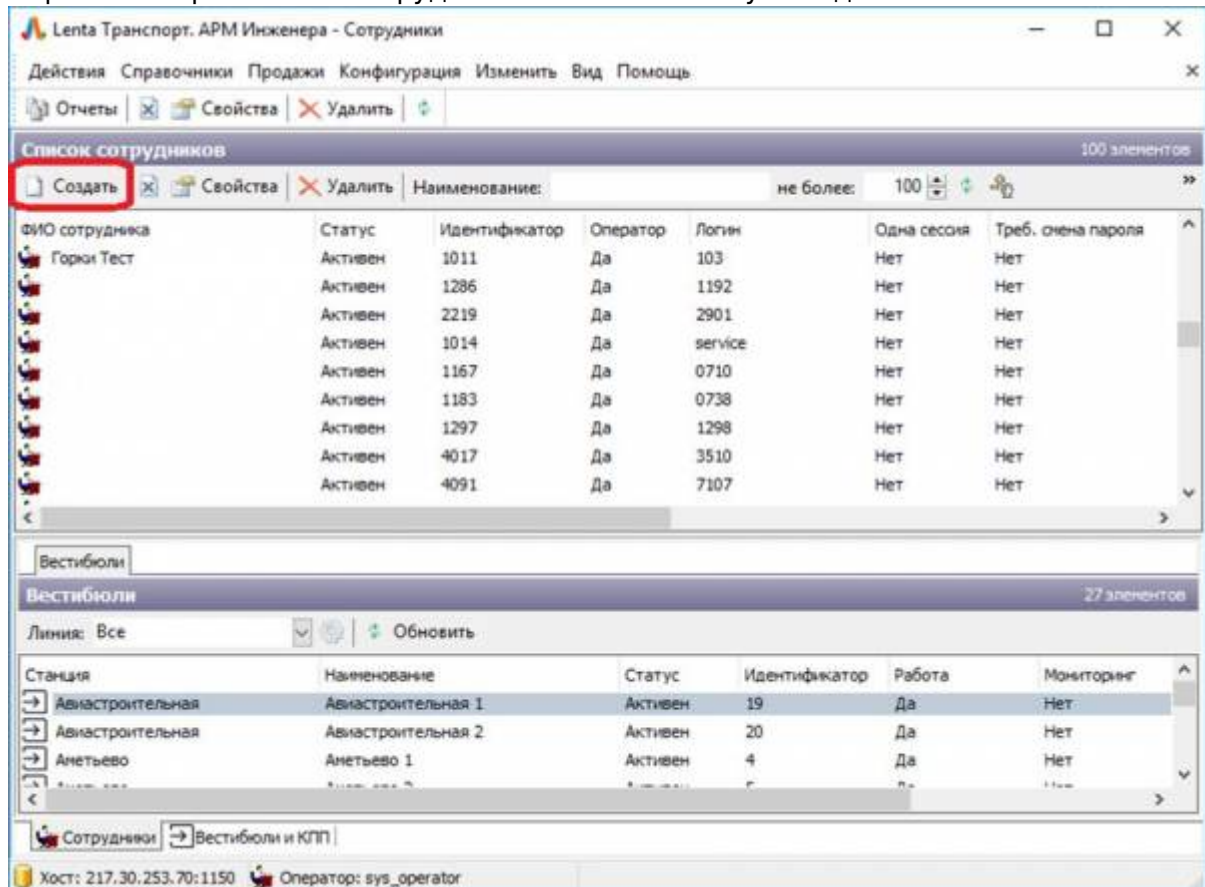 Lenta Транспорт. АРМ Инженера - Сотрудники
Действия Справочники Продажи Конфигурация Изменить Вид Помощь
Отчеты Свойства Удалить
Список сотрудников 100 элементов
Создать Свойства Удалить Наименование: не более: 100
ФИО сотрудника Статус Идентификатор Оператор Логин Одна сессия Треб. смена пароля
Горки Тест Активен 1011 Да 103 Нет Нет
Активен 1286 Да 1192 Нет Нет
Активен 2219 Да 2901 Нет Нет
Активен 1014 Да service Нет Нет
Активен 1167 Да 0710 Нет Нет
Активен 1183 Да 0738 Нет Нет
Активен 1297 Да 1298 Нет Нет
Активен 4017 Да 3510 Нет Нет
Активен 4091 Да 7107 Нет Нет
Вестибюли
Вестибюли 27 элементов
Линия: Все Обновить
Станция Наименование Статус Идентификатор Работа Мониторинг
Авиастроительная Авиастроительная 1 Активен 19 Да Нет
Авиастроительная Авиастроительная 2 Активен 20 Да Нет
Аметьево Аметьево 1 Активен 4 Да Нет
Сотрудники Вестибюли и КПП
Хост: 217.30.253.70:1150 Оператор: sys_operator